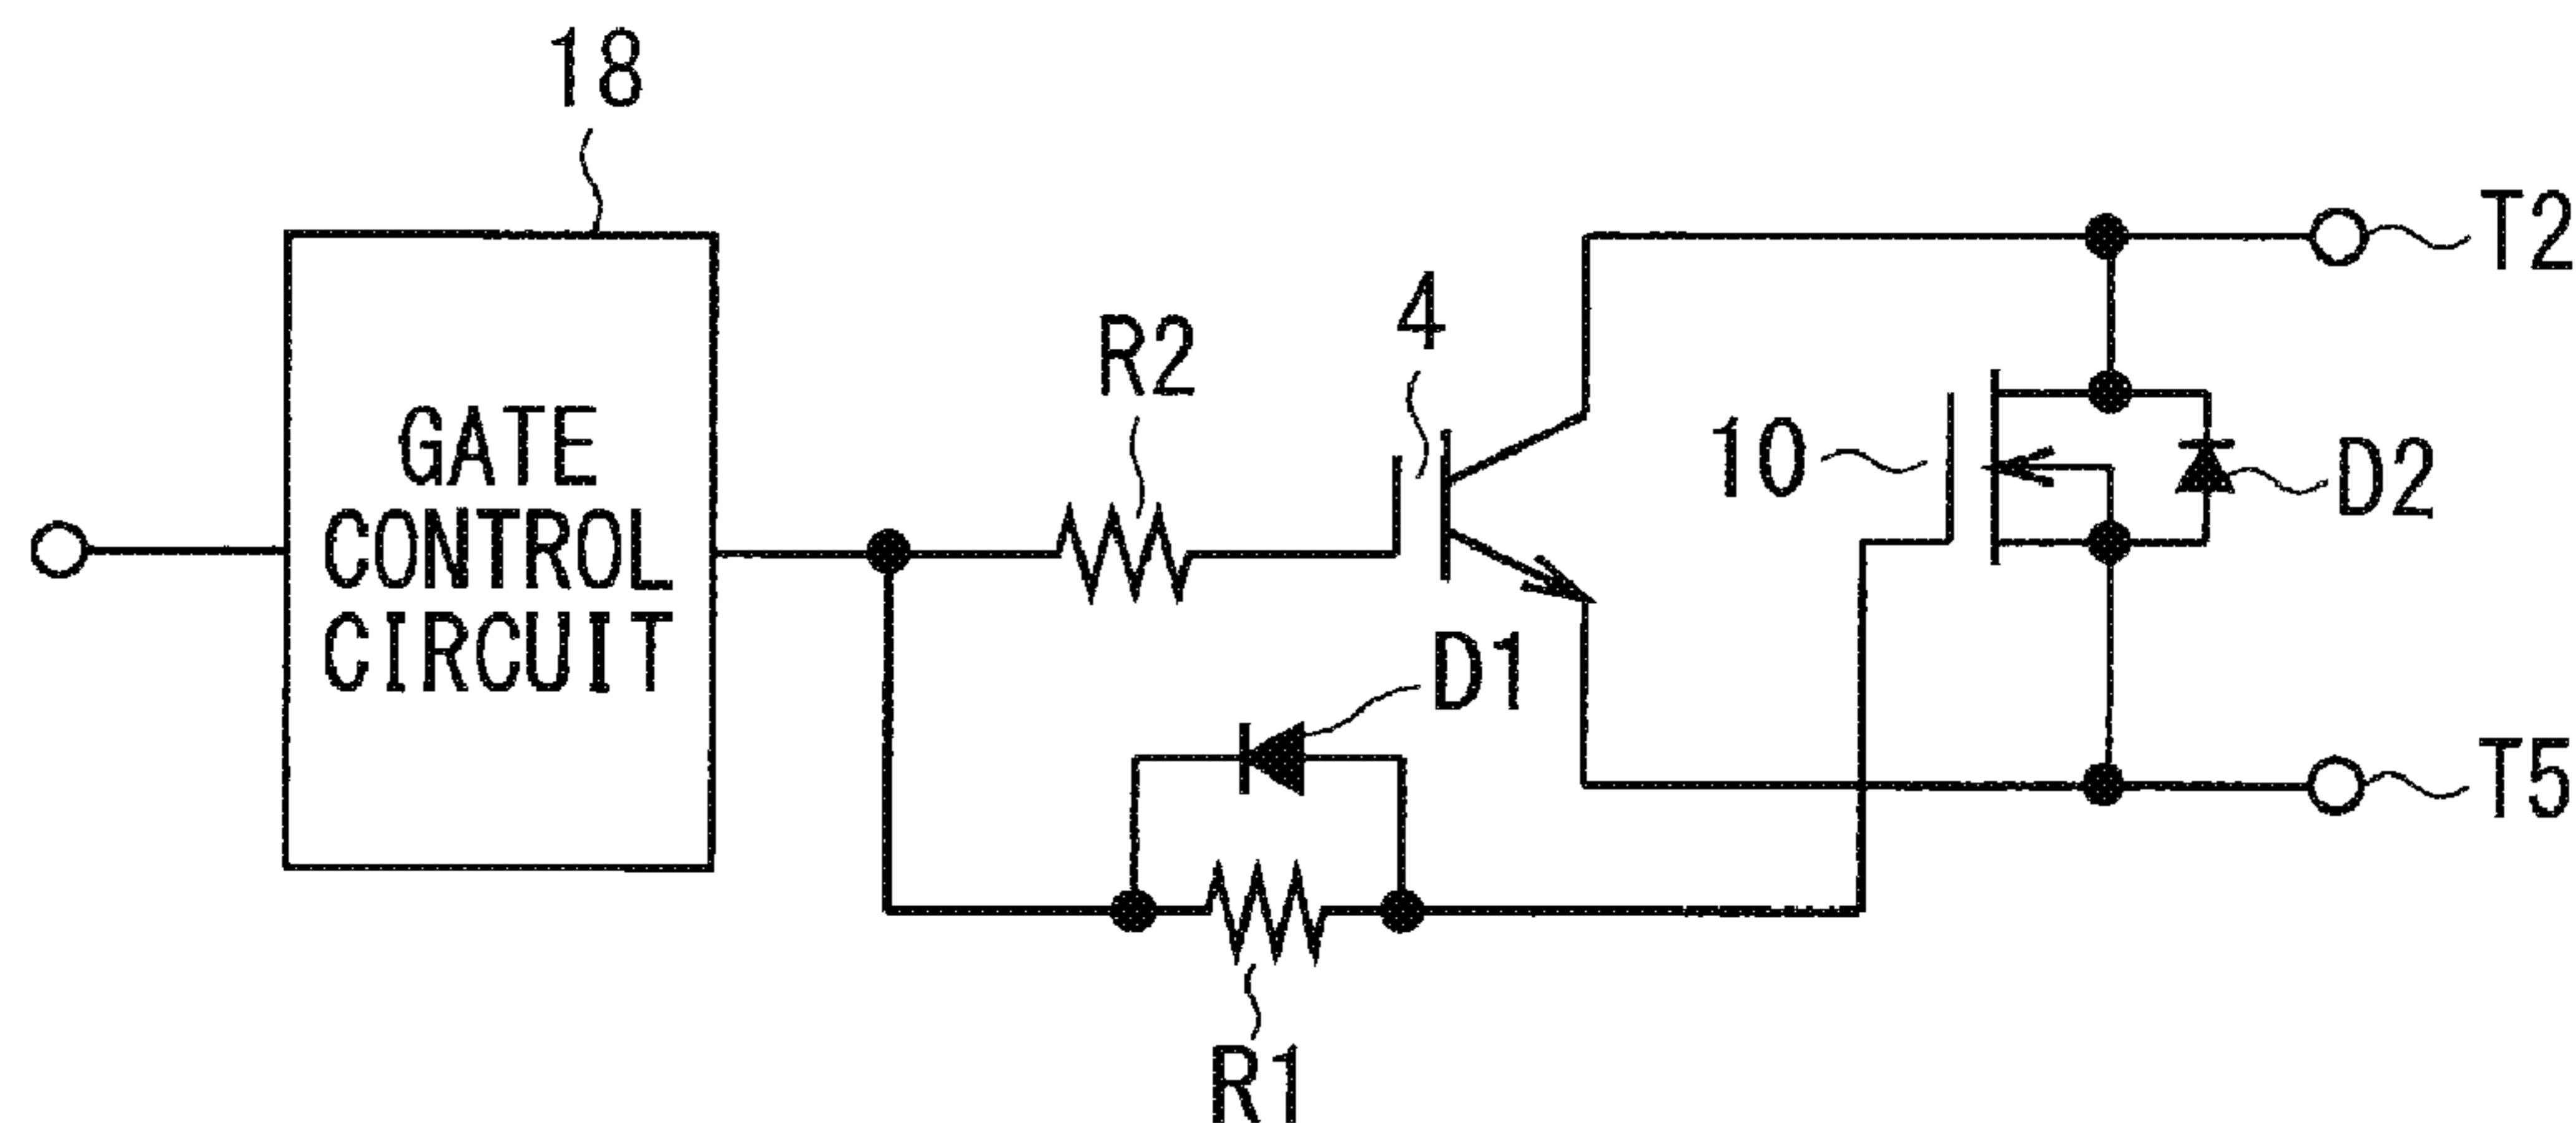 18
T2
4
R2
10
D2
GATE
CONTROL
CIRCUIT
D1
T5
R1